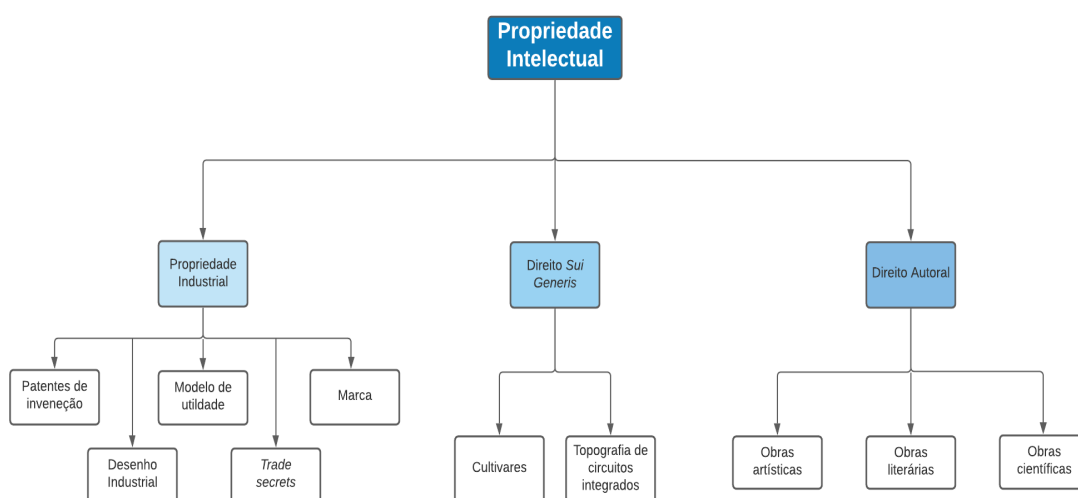 Propriedade
Intelectual
Propriedade
Industrial
Direito Sui
Generis
Direito Autoral
Patentes de
inveneção
Modelo de
utildade
Marca
Desenho
Industrial
Trade
secrets
Cultivares
Topografia de
circuitos
integrados
Obras
artísticas
Obras
literárias
Obras
científicas